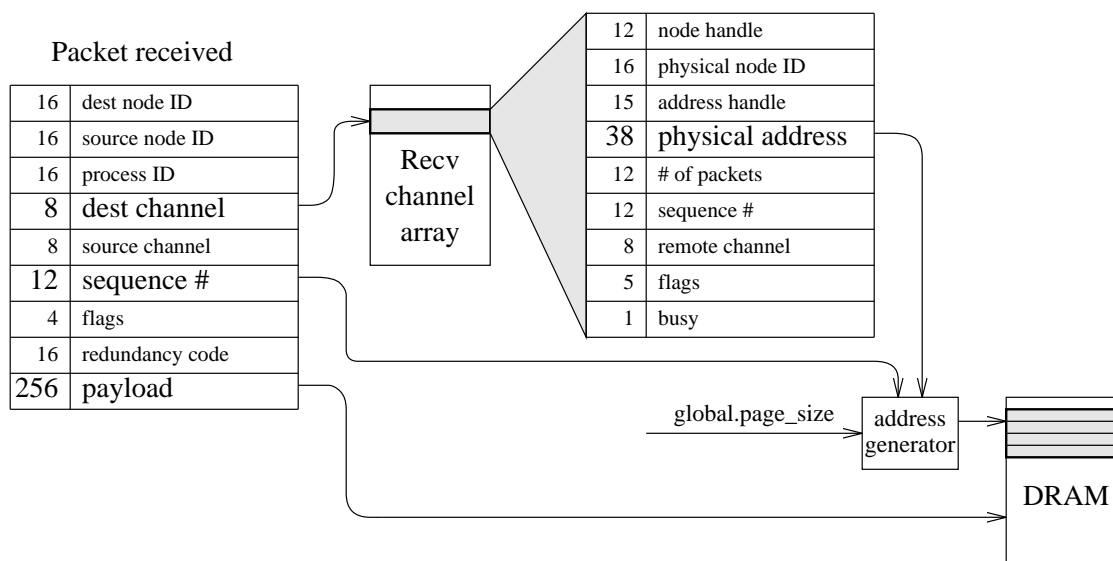 Packet received
16 dest node ID
16 source node ID
16 process ID
8 dest channel
8 source channel
12 sequence #
4 flags
16 redundancy code
256 payload
Recv
channel
array
12 node handle
16 physical node ID
15 address handle
38 physical address
12 # of packets
12 sequence #
8 remote channel
5 flags
1 busy
global.page_size
address
generator
DRAM